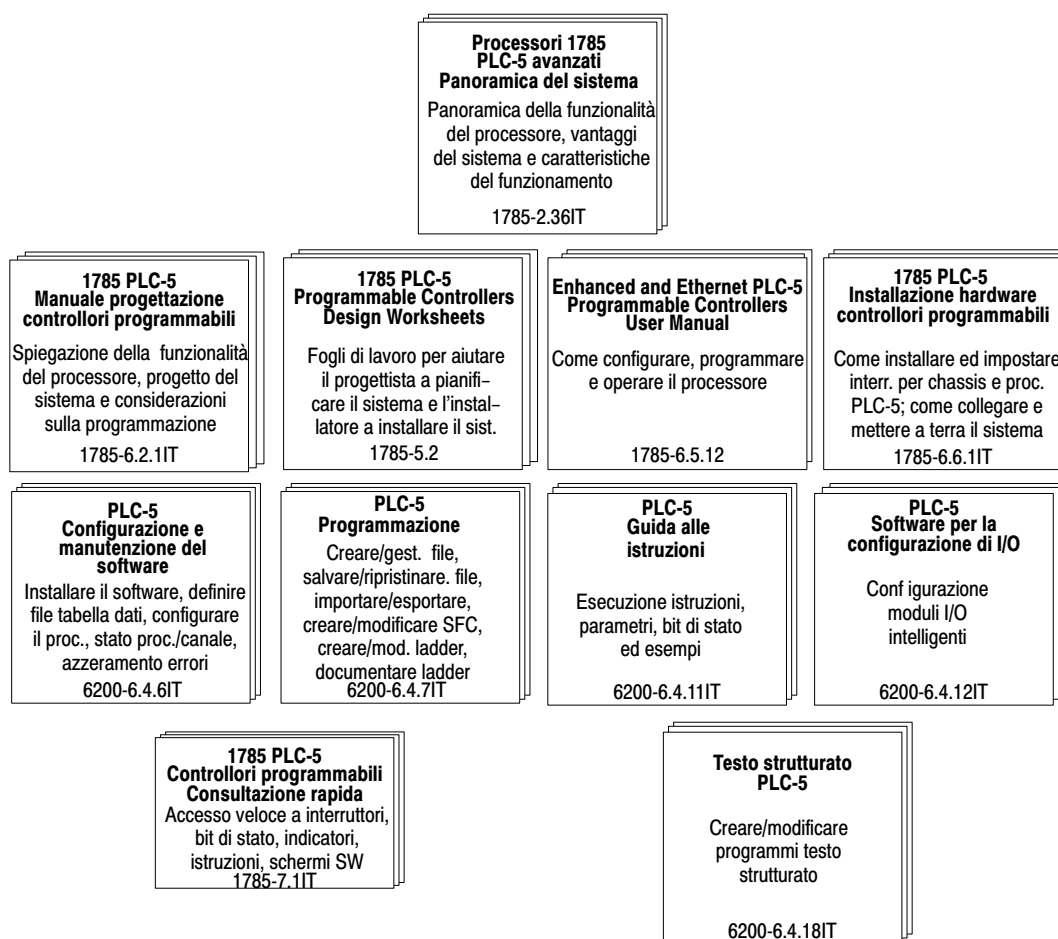 Processori 1785
PLC-5 avanzati
Panoramica del sistema
Panoramica della funzionalità
del processore, vantaggi
del sistema e caratteristiche
del funzionamento
1785-2.36IT
1785 PLC-5
Manuale progettazione
controllori programmabili
Spiegazione della funzionalità
del processore, progetto del
sistema e considerazioni
sulla programmazione
1785-6.2.1IT
1785 PLC-5
Programmable Controllers
Design Worksheets
Fogli di lavoro per aiutare
il progettista a pianifi-
care il sistema e l'instal-
latore a installare il sist.
1785-5.2
Enhanced and Ethernet PLC-5
Programmable Controllers
User Manual
Come configurare, programmare
e operare il processore
1785-6.5.12
1785 PLC-5
Installazione hardware
controllori programmabili
Come installare ed impostare
interr. per chassis e proc.
PLC-5; come collegare e
mettere a terra il sistema
1785-6.6.1IT
PLC-5
Configurazione e
manutenzione del
software
Installare il software, definire
file tabella dati, configurare
il proc., stato proc./canale,
azzeramento errori
6200-6.4.6IT
PLC-5
Programmazione
Creare/gest. file,
salvare/ripristinare. file,
importare/esportare,
creare/modificare SFC,
creare/mod. ladder,
documentare ladder
6200-6.4.7IT
PLC-5
Guida alle
istruzioni
Esecuzione istruzioni,
parametri, bit di stato
ed esempi
6200-6.4.11IT
PLC-5
Software per la
configurazione di I/O
Conf igurazione
moduli I/O
intelligenti
6200-6.4.12IT
1785 PLC-5
Controllori programmabili
Consultazione rapida
Accesso veloce a interruttori,
bit di stato, indicatori,
istruzioni, schermi SW
1785-7.1IT
Testo strutturato
PLC-5
Creare/modificare
programmi testo
strutturato
6200-6.4.18IT